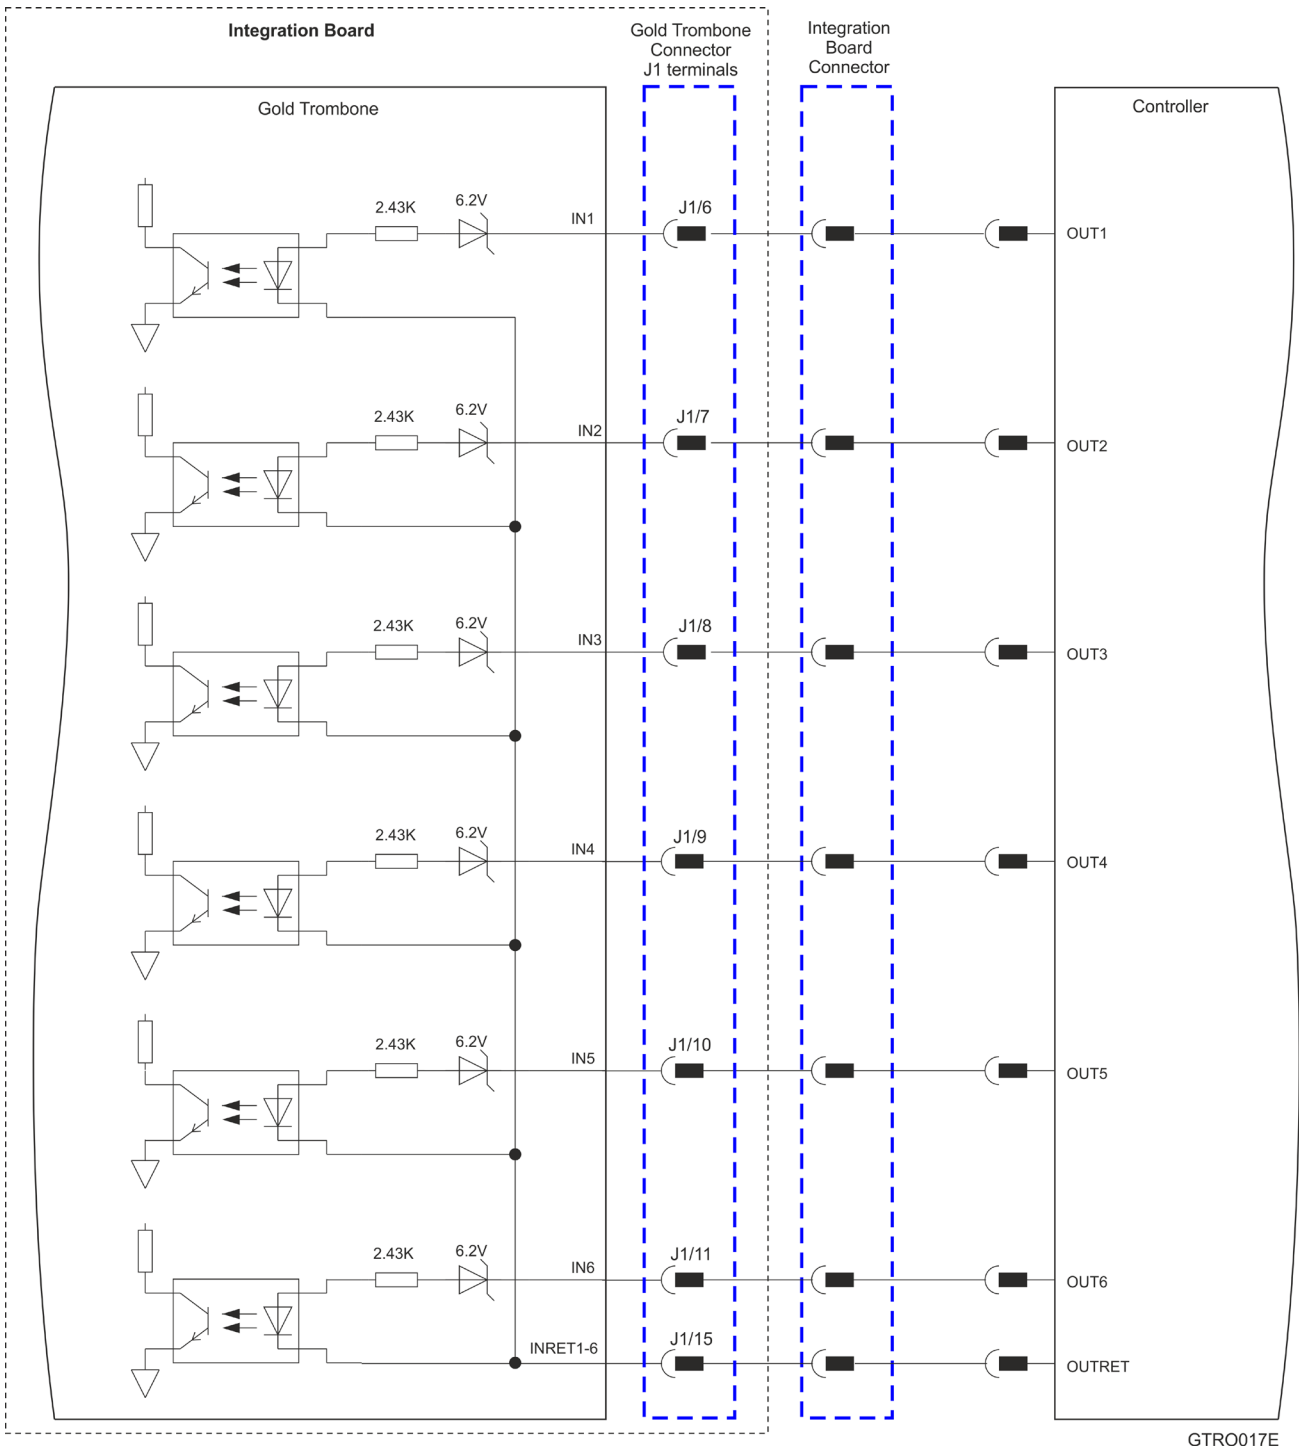 Integration Board
Gold Trombone
Connector
J1 terminals
Integration
Board
Connector
Gold Trombone
Controller
2.43K
6.2V
IN1
J1/6
OUT1
2.43K
6.2V
IN2
J1/7
OUT2
2.43K
6.2V
IN3
J1/8
OUT3
2.43K
6.2V
IN4
J1/9
OUT4
2.43K
6.2V
IN5
J1/10
OUT5
2.43K
6.2V
IN6
J1/11
OUT6
INRET1-6
J1/15
OUTRET
GTRO017E